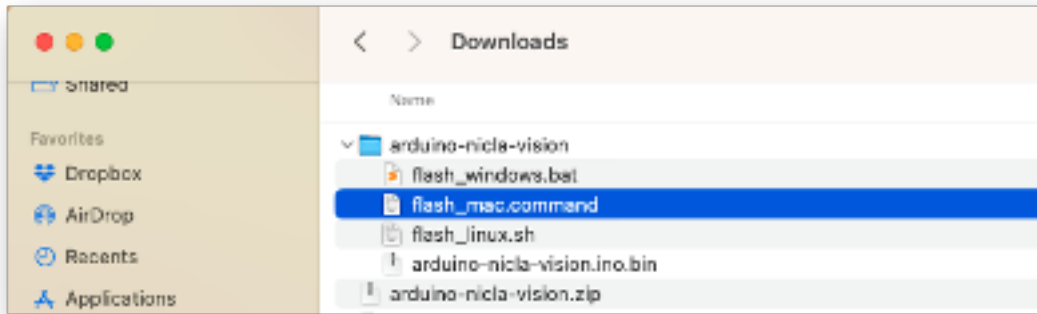 Downloads
Shared
Name
Favorites
Dropbox
AirDrop
Recents
Applications
arduino-nicla-vision
flash_windows.bat
flash_mac.command
flash_linux.sh
arduino-nicla-vision.ino.bin
arduino-nicla-vision.zip